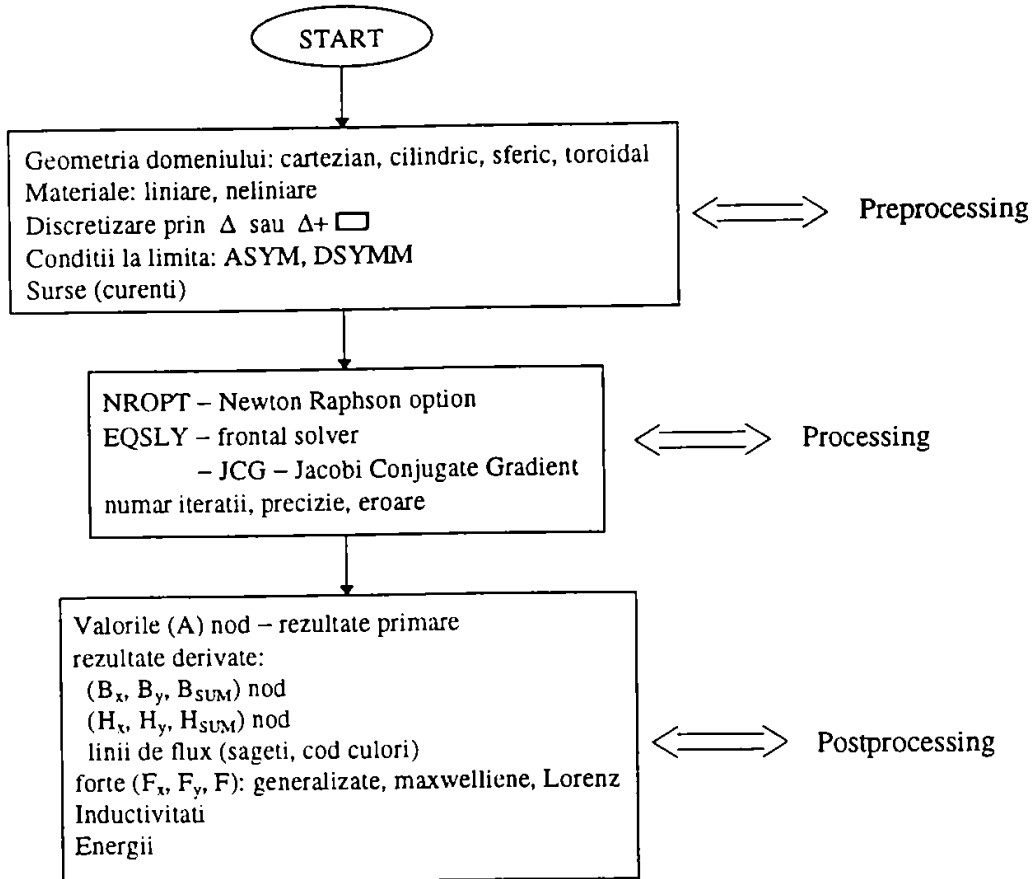 START
Geometria domeniului: cartezian, cilindric, sferic, toroidal
Materiale: liniare, neliniare
Discretizare prin Δ sau Δ+▭
Conditii la limita: ASYM, DSYMM
Surse (curenti)
Preprocessing
NROPT – Newton Raphson option
EQSLY – frontal solver
– JCG – Jacobi Conjugate Gradient
numar iteratii, precizie, eroare
Processing
Valorile (A) nod – rezultate primare
rezultate derivate:
(Bx, By, BSUM) nod
(Hx, Hy, HSUM) nod
linii de flux (sageti, cod culori)
forte (Fx, Fy, F): generalizate, maxwelliene, Lorenz
Inductivitati
Energii
Postprocessing